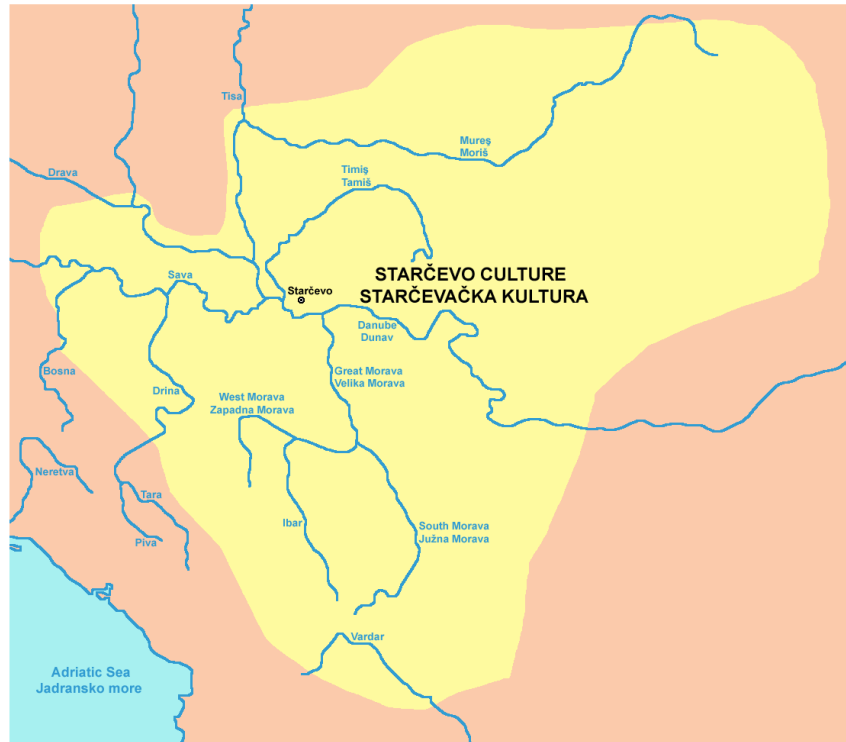 Tisa
Mureş
Moriš
Drava
Timiş
Tamiš
Sava
STARČEVO CULTURE
STARČEVAČKA KULTURA
Starčevo
Danube
Dunav
Bosna
Drina
Great Morava
Velika Morava
West Morava
Zapadna Morava
Neretva
Tara
Piva
Ibar
South Morava
Južna Morava
Vardar
Adriatic Sea
Jadransko more